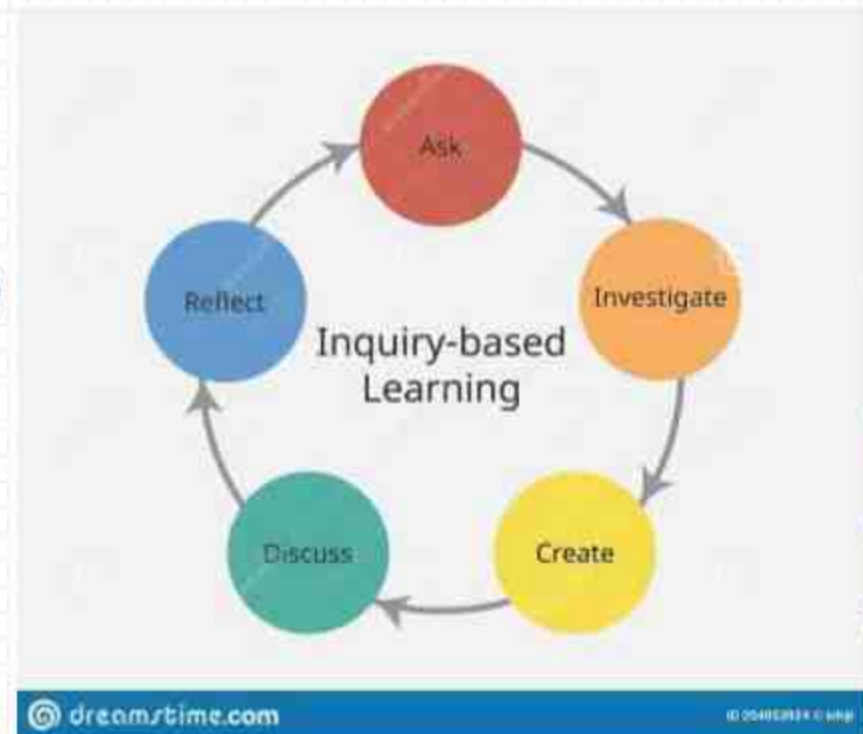 Ask
Investigate
Reflect
Inquiry-based
Learning
Discuss
Create
dreamstime.com